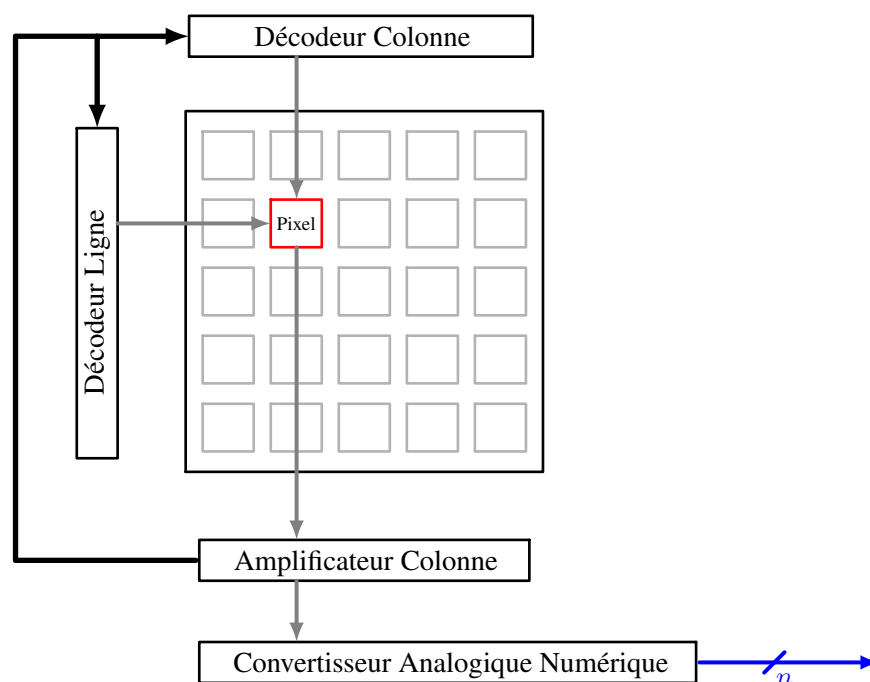 Décodeur Colonne
Décodeur Ligne
Pixel
Amplificateur Colonne
Convertisseur Analogique Numérique
n